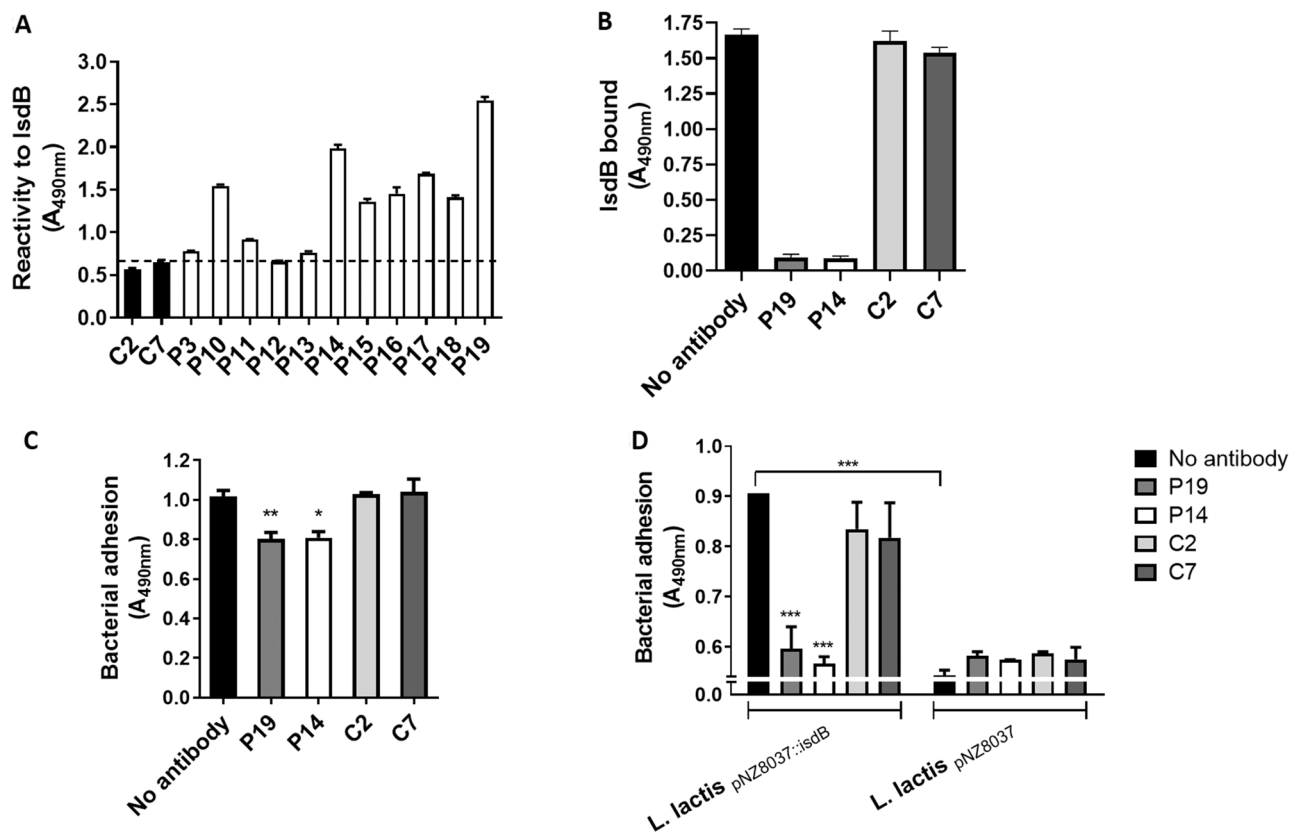 A
Reactivity to IsdB
(A490nm)
3.0
2.5
2.0
1.5
1.0
0.5
0.0
C2
C7
P3
P10
P11
P12
P13
P14
P15
P16
P17
P18
P19
B
IsdB bound
(A490nm)
1.75
1.50
1.25
1.00
0.75
0.50
0.25
0.00
No antibody
P19
P14
C2
C7
C
Bacterial adhesion
(A490nm)
1.2
1.0
0.8
0.6
0.4
0.2
0.0
**
*
No antibody
P19
P14
C2
C7
D
Bacterial adhesion
(A490nm)
1.0
0.9
0.8
0.7
0.6
0.0
***
***
***
L. lactis pNZ8037::isdB
L. lactis pNZ8037
No antibody
P19
P14
C2
C7